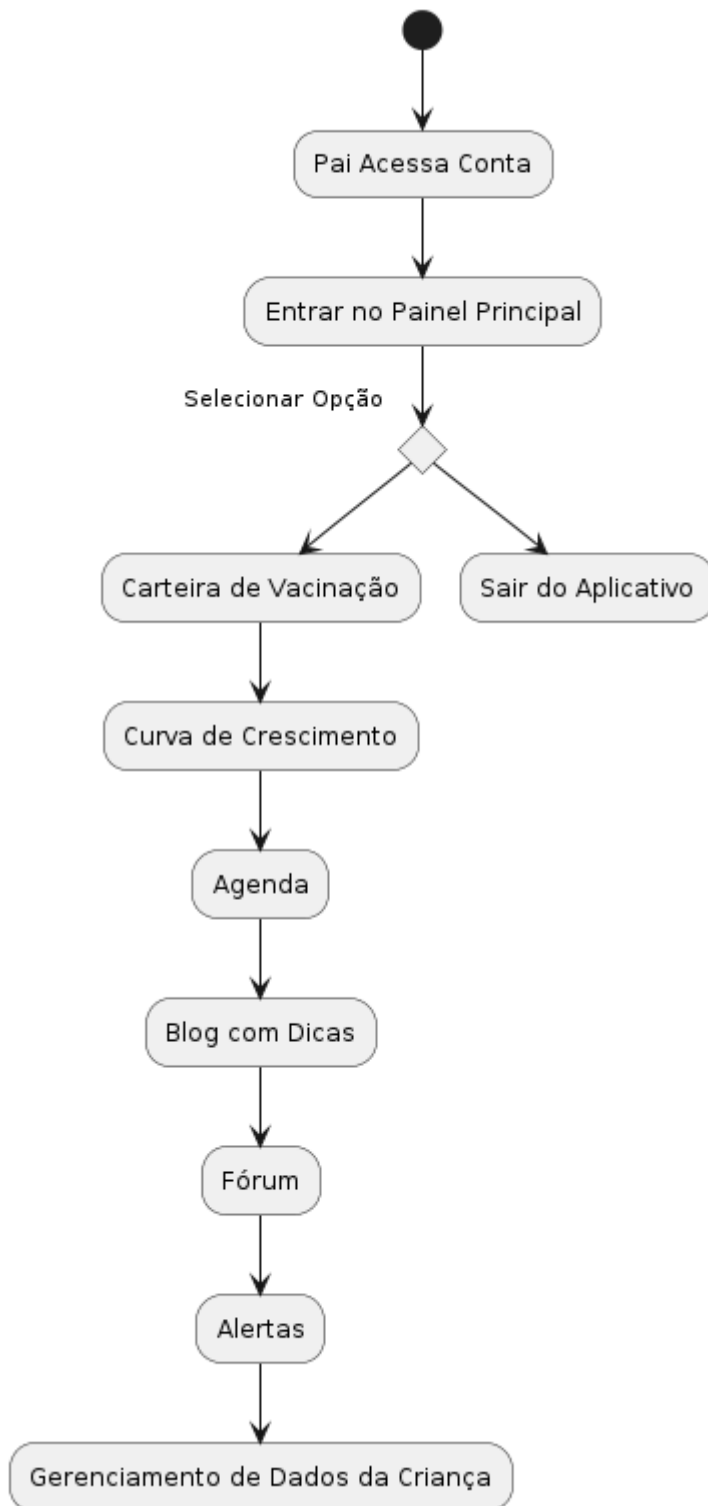 Pai Acessa Conta
Entrar no Painel Principal
Selecionar Opção
Carteira de Vacinação
Sair do Aplicativo
Curva de Crescimento
Agenda
Blog com Dicas
Fórum
Alertas
Gerenciamento de Dados da Criança